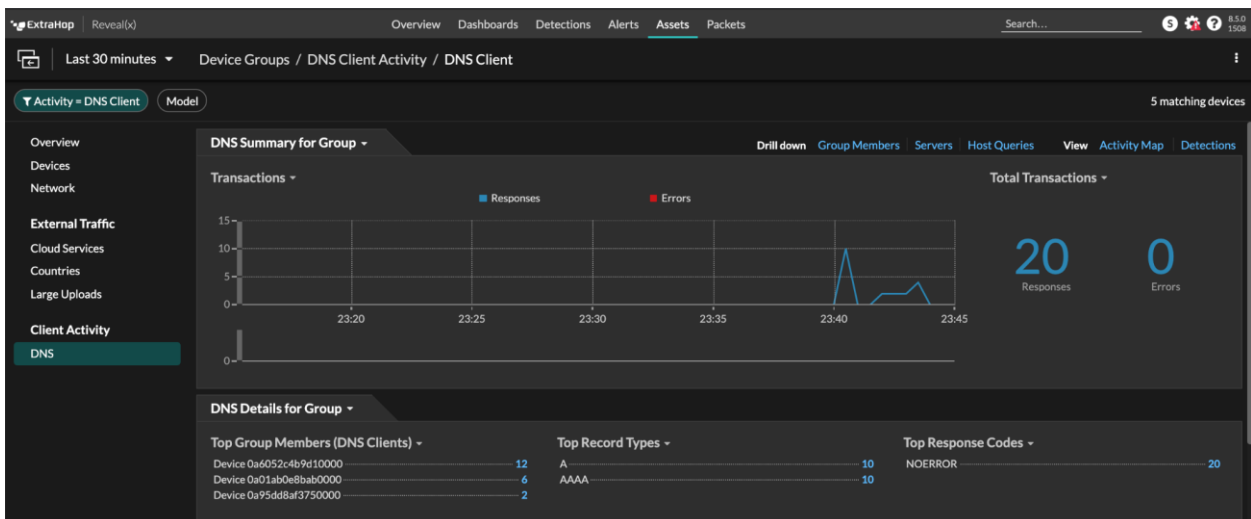 ExtraHop Reveal(x) Overview Dashboards Detections Alerts Assets Packets Search... S ? 8.5.0
1508
Last 30 minutes Device Groups / DNS Client Activity / DNS Client
Activity = DNS Client Model 5 matching devices
Overview
Devices
Network
External Traffic
Cloud Services
Countries
Large Uploads
Client Activity
DNS
DNS Summary for Group Drill down Group Members Servers Host Queries View Activity Map Detections
Transactions
Responses Errors
15
10
5
0
23:20 23:25 23:30 23:35 23:40 23:45
0
Total Transactions
20 0
Responses Errors
DNS Details for Group
Top Group Members (DNS Clients)
Device 0a6052c4b9d10000 12
Device 0a01ab0e8bab0000 6
Device 0a95dd8af3750000 2
Top Record Types
A 10
AAAA 10
Top Response Codes
NOERROR 20